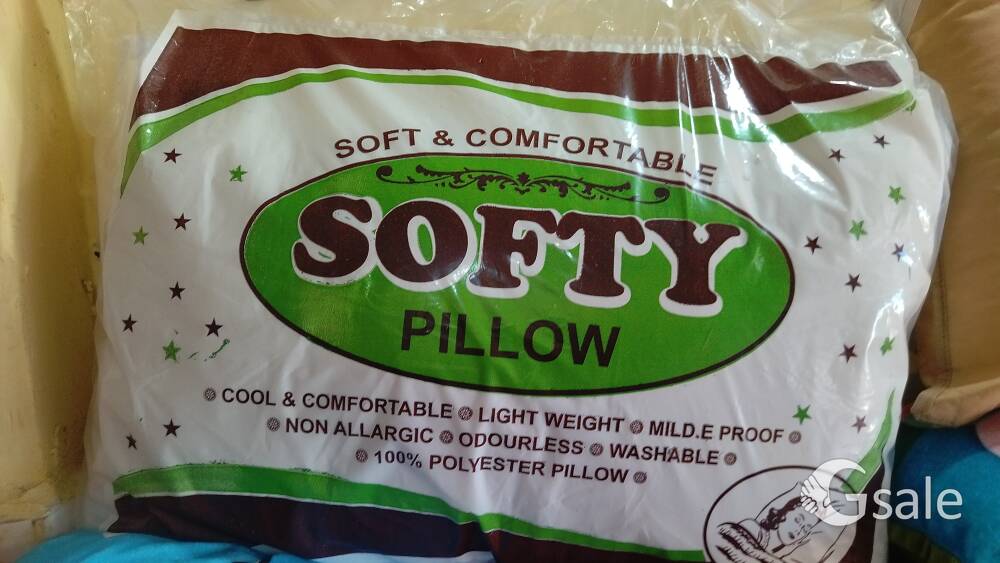 SOFT & COMFORTABLE
SOFTY
PILLOW
COOL & COMFORTABLE LIGHT WEIGHT MILD.E PROOF
NON ALLARGIC ODOURLESS WASHABLE
100% POLYESTER PILLOW
Gsale